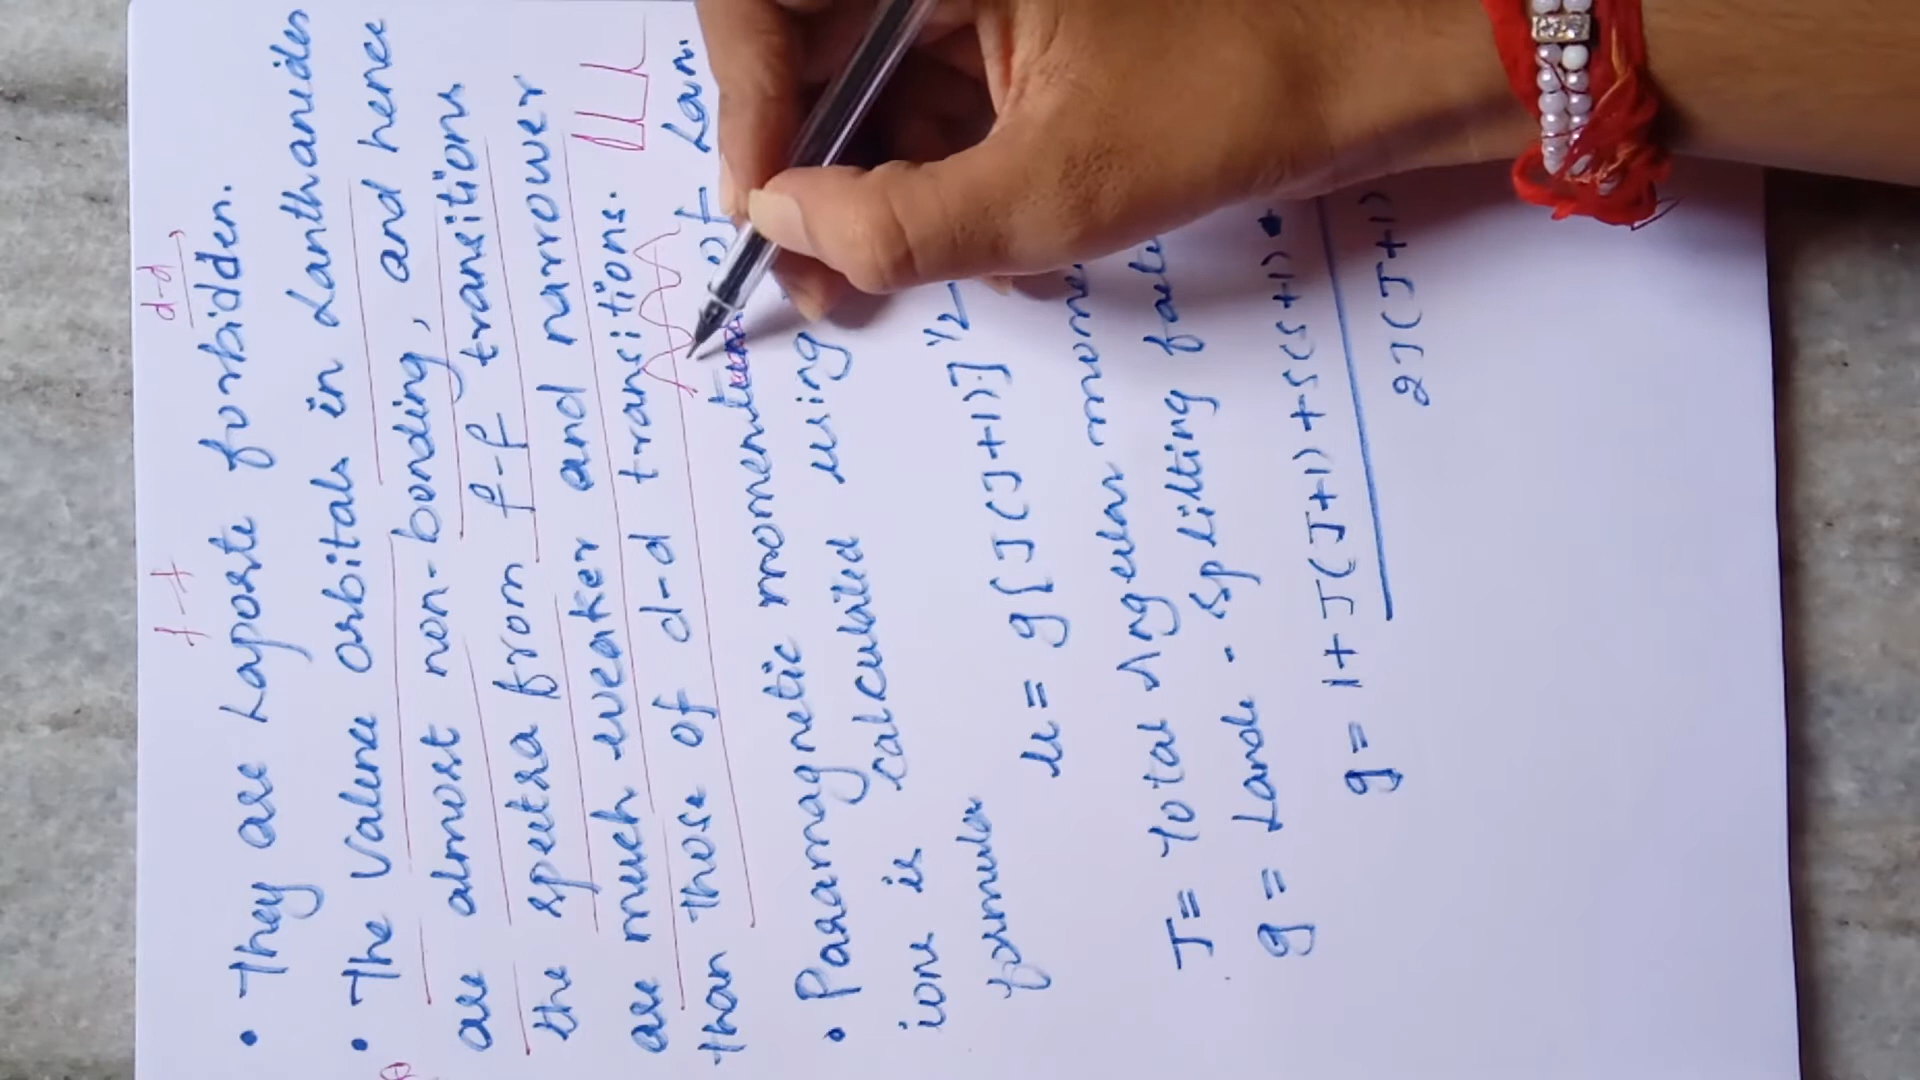 f-f d-d
• They are Laporte forbidden.
• The Valence orbitals in Lanthanides
are almost non-bonding, and hence
the spectra from f-f transitions
are much weaker and narrower
than those of d-d transitions.
• Paramagnetic momentum of Lan.
ions is calculated using
formula
μ = g[J(J+1)]^1/2
J = Total Angular mome
g = Lande - Splitting
g = 1+ J(J+1)+S(S+1)
2J(J+1)